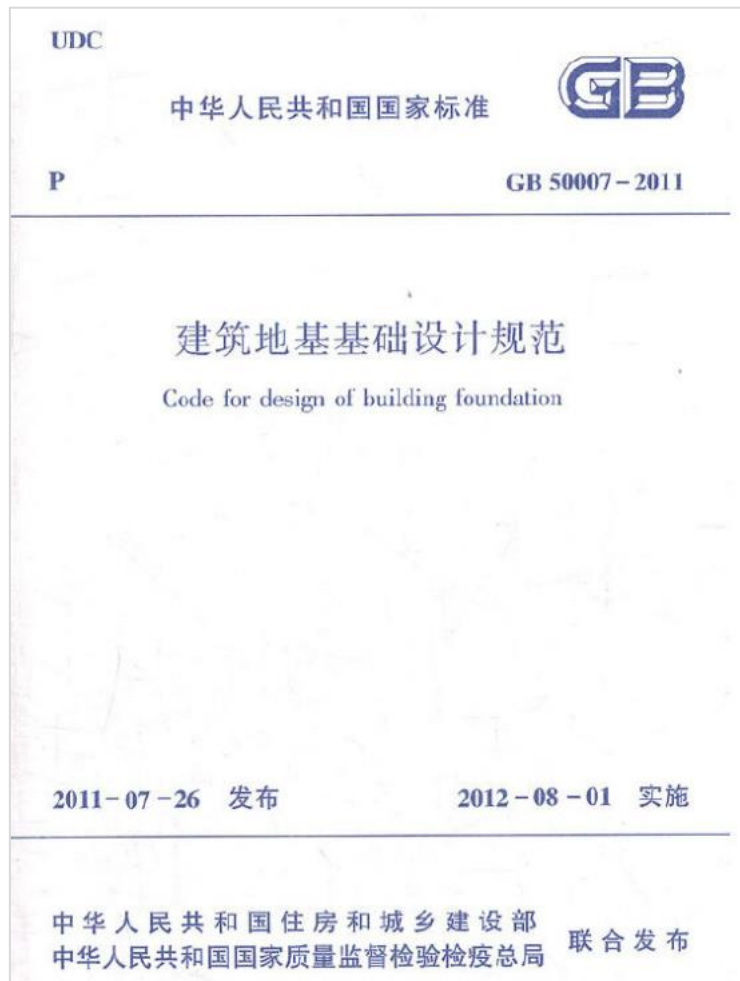 UDC
GB
中华人民共和国国家标准
P
GB 50007-2011
建筑地基基础设计规范
Code for design of building foundation
2011-07-26 发布
2012-08-01 实施
中华人民共和国住房和城乡建设部
中华人民共和国国家质量监督检验检疫总局
联合发布